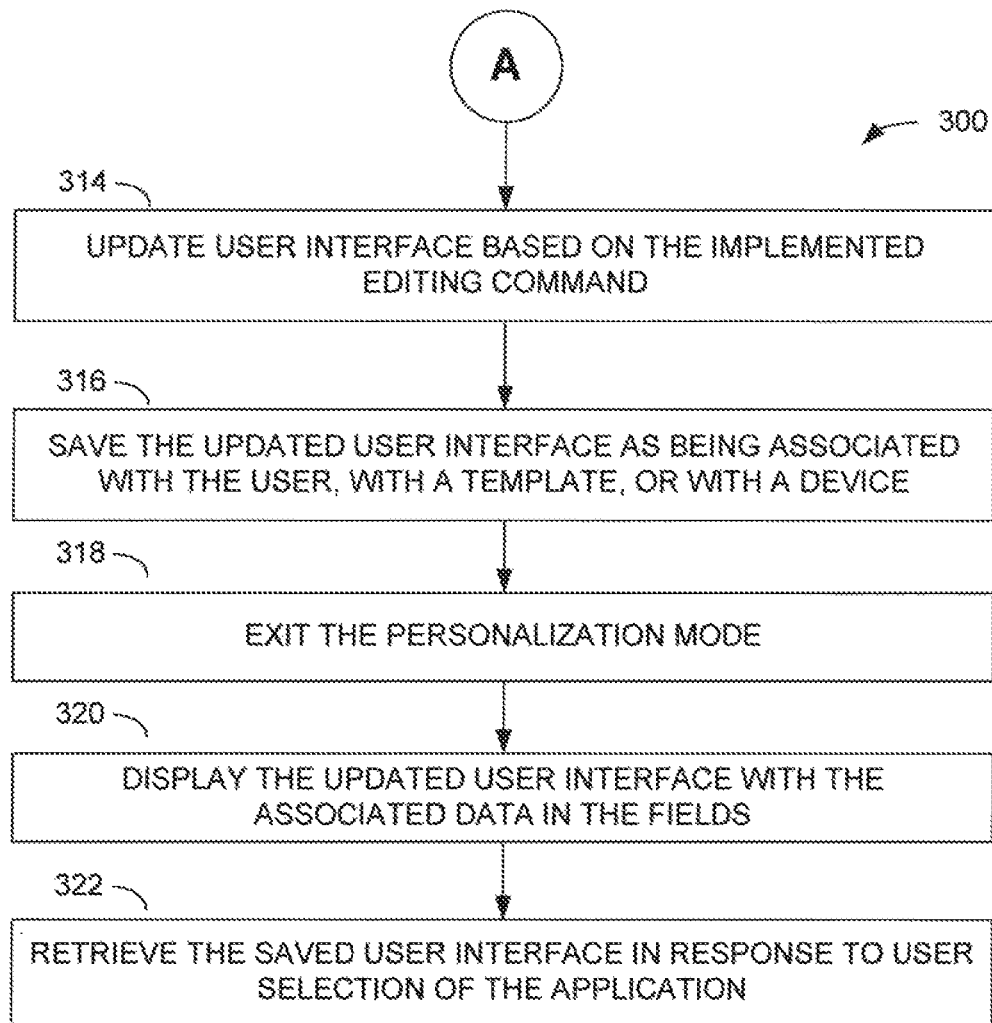 A
300
314
UPDATE USER INTERFACE BASED ON THE IMPLEMENTED
EDITING COMMAND
316
SAVE THE UPDATED USER INTERFACE AS BEING ASSOCIATED
WITH THE USER, WITH A TEMPLATE, OR WITH A DEVICE
318
EXIT THE PERSONALIZATION MODE
320
DISPLAY THE UPDATED USER INTERFACE WITH THE
ASSOCIATED DATA IN THE FIELDS
322
RETRIEVE THE SAVED USER INTERFACE IN RESPONSE TO USER
SELECTION OF THE APPLICATION